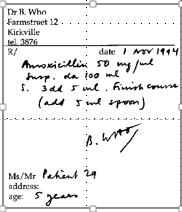 Dr B. Who
Farmstreet 12
Kirkville
tel. 3876
R/ date 1 Nov 1994
Amoxicillin 50 mg/ml
Susp. da 100 ml
S. 3dd 5 ml. Finish course
(add 5 ml spoon)
B. Who
Ms/Mr Patient 29
address:
age: 5 years